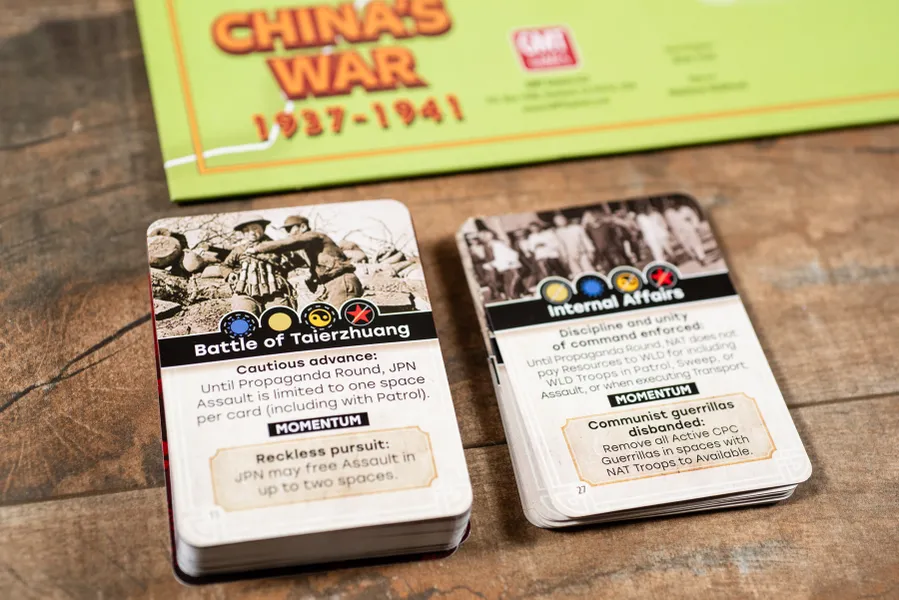 CHINA'S
WAR
1937-1941
GMT
Battle of Taierzhuang
Cautious advance:
Until Propaganda Round, JPN
Assault is limited to one space
per card (including with Patrol).
MOMENTUM
Reckless pursuit:
JPN may free Assault in
up to two spaces.
11
Internal Affairs
Discipline and unity
of command enforced:
Until Propaganda Round, NAT does not
pay Resources to WLD for including
WLD Troops in Patrol, Sweep, or
Assault, or when executing Transport.
MOMENTUM
Communist guerrillas
disbanded:
Remove all Active CPC
Guerrillas in spaces with
NAT Troops to Available.
27